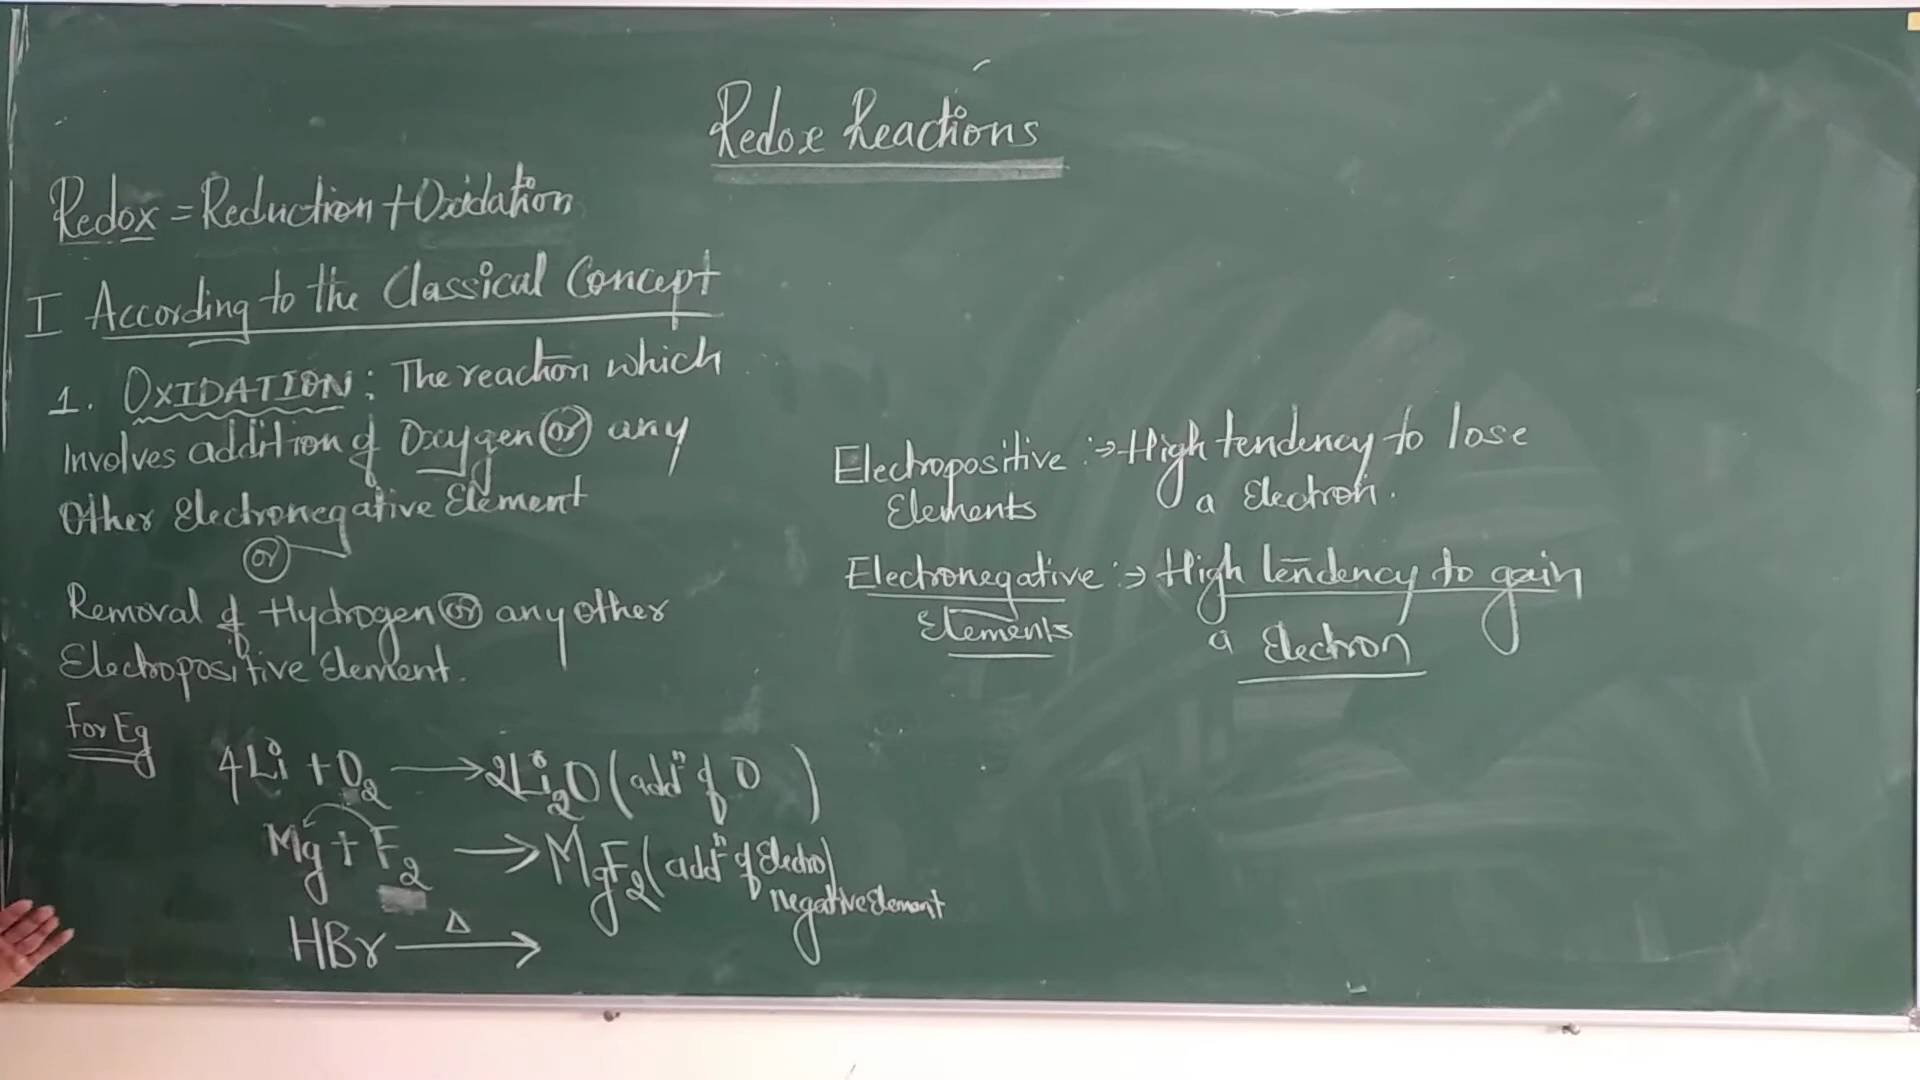 Redox Reactions
Redox = Reduction + Oxidation
I According to the Classical Concept
1. OXIDATION : The reaction which
Involves addition of Oxygen (or) any
Other Electronegative Element
(or)
Removal of Hydrogen (or) any other
Electropositive Element.
For Eg
4Li + O₂ ⟶ 2Li₂O (addⁿ of O )
Mg + F₂ ⟶ MgF₂ (addⁿ of Electro)
negative Element
HBr —Δ→
Electropositive :→ High tendency to lose
Elements a Electron.
Electronegative :→ High tendency to gain
Elements a Electron